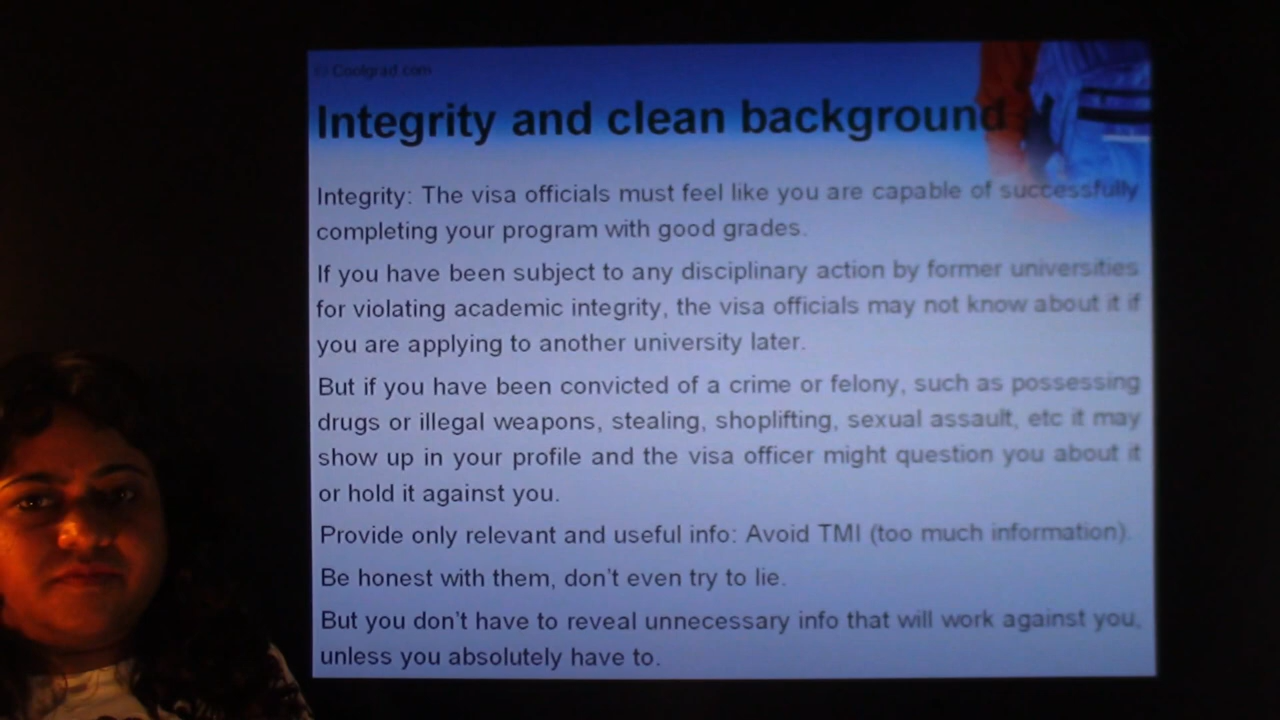 © Coolgrad.com
Integrity and clean background
Integrity: The visa officials must feel like you are capable of successfully
completing your program with good grades.
If you have been subject to any disciplinary action by former universities
for violating academic integrity, the visa officials may not know about it if
you are applying to another university later.
But if you have been convicted of a crime or felony, such as possessing
drugs or illegal weapons, stealing, shoplifting, sexual assault, etc it may
show up in your profile and the visa officer might question you about it
or hold it against you.
Provide only relevant and useful info: Avoid TMI (too much information).
Be honest with them, don't even try to lie.
But you don't have to reveal unnecessary info that will work against you,
unless you absolutely have to.